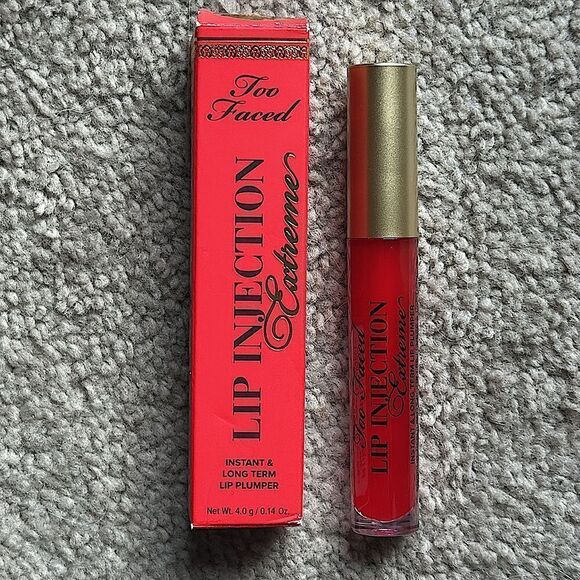 Too
Faced
LIP INJECTION
Extreme
INSTANT &
LONG TERM
LIP PLUMPER
Net Wt. 4.0 g / 0.14 Oz.
Too Faced
LIP INJECTION
Extreme
INSTANT & LONG TERM LIP PLUMPER